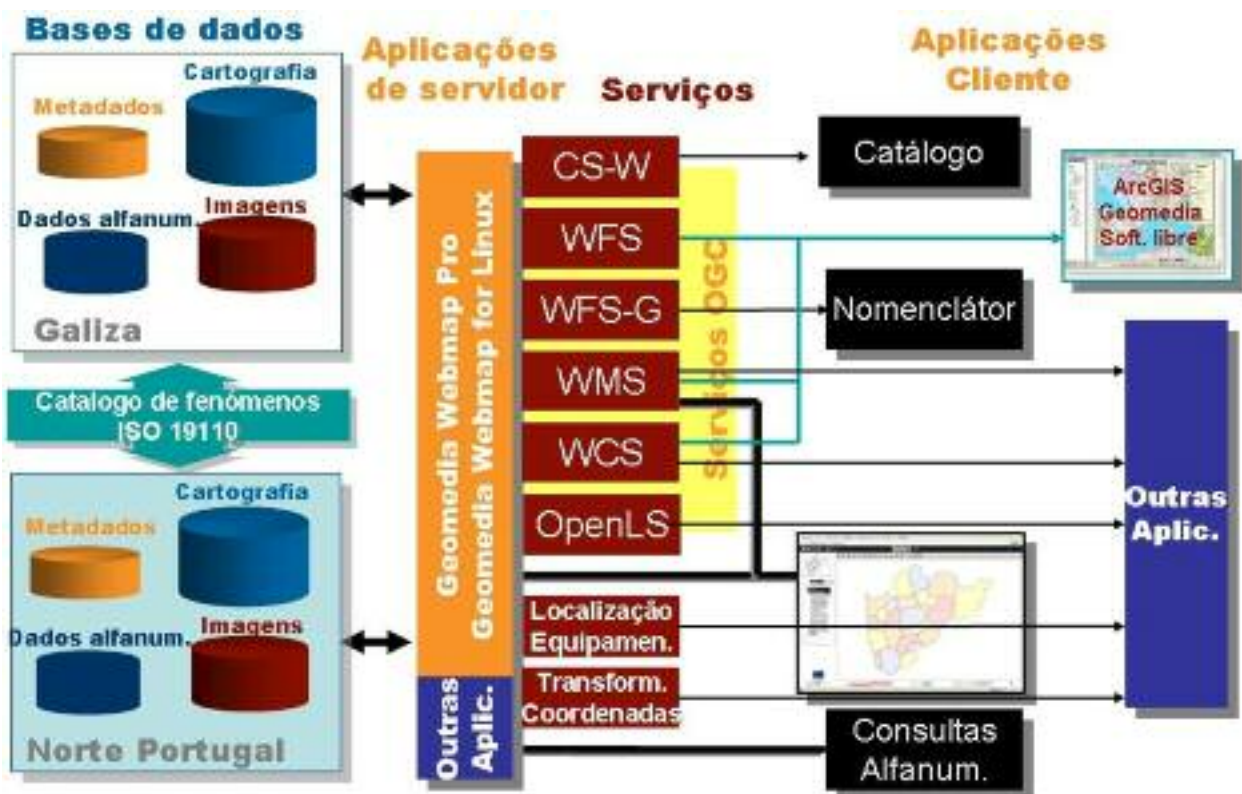 Bases de dados
Cartografia
Metadados
Dados alfanum.
Imagens
Galiza
Catalogo de fenómenos
ISO 19110
Cartografia
Metadados
Dados alfanum.
Imagens
Norte Portugal
Aplicações
de servidor
Geomedia Webmap Pro
Geomedia Webmap for Linux
Outras
Aplic.
Serviços
CS-W
WFS
WFS-G
WMS
WCS
OpenLS
Serviços OGC
Localização
Equipamen.
Transform.
Coordenadas
Aplicações
Cliente
Catálogo
ArcGIS
Geomedia
Soft. libre
Nomenclátor
Outras
Aplic.
Consultas
Alfanum.